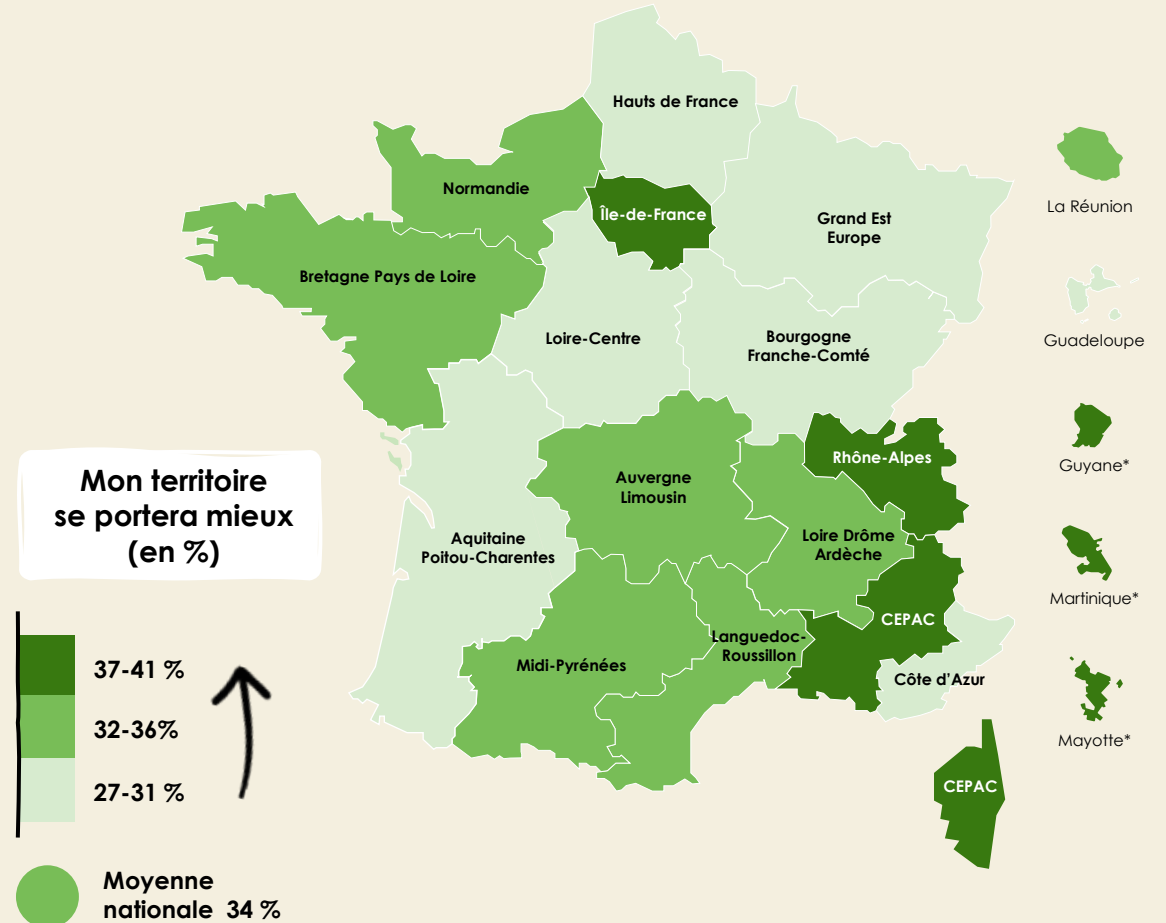 Hauts de France
Normandie
Île-de-France
Grand Est
Europe
La Réunion
Bretagne Pays de Loire
Loire-Centre
Bourgogne
Franche-Comté
Guadeloupe
Rhône-Alpes
Guyane*
Auvergne
Limousin
Mon territoire
se portera mieux
(en %)
Aquitaine
Poitou-Charentes
Loire Drôme
Ardèche
Martinique*
CEPAC
Languedoc-
Roussillon
Midi-Pyrénées
Côte d'Azur
Mayotte*
CEPAC
37-41 %
32-36%
27-31 %
Moyenne
nationale 34 %